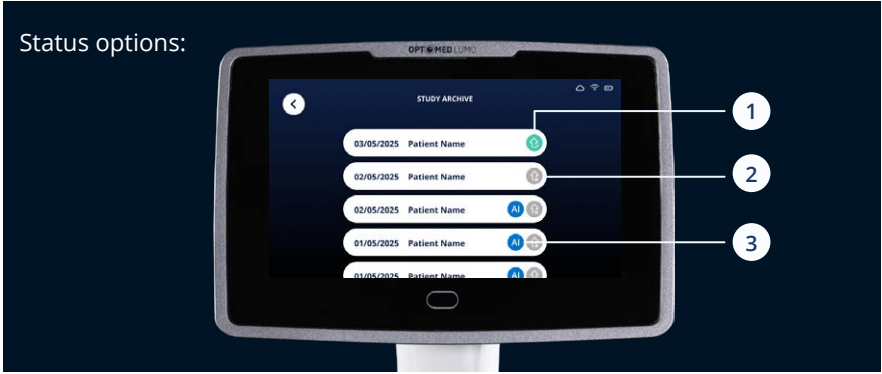 Status options:
OPTOMED LUMO
STUDY ARCHIVE
1
03/05/2025 Patient Name
02/05/2025 Patient Name
2
02/05/2025 Patient Name AI
01/05/2025 Patient Name AI
3
01/05/2025 Patient Name AI